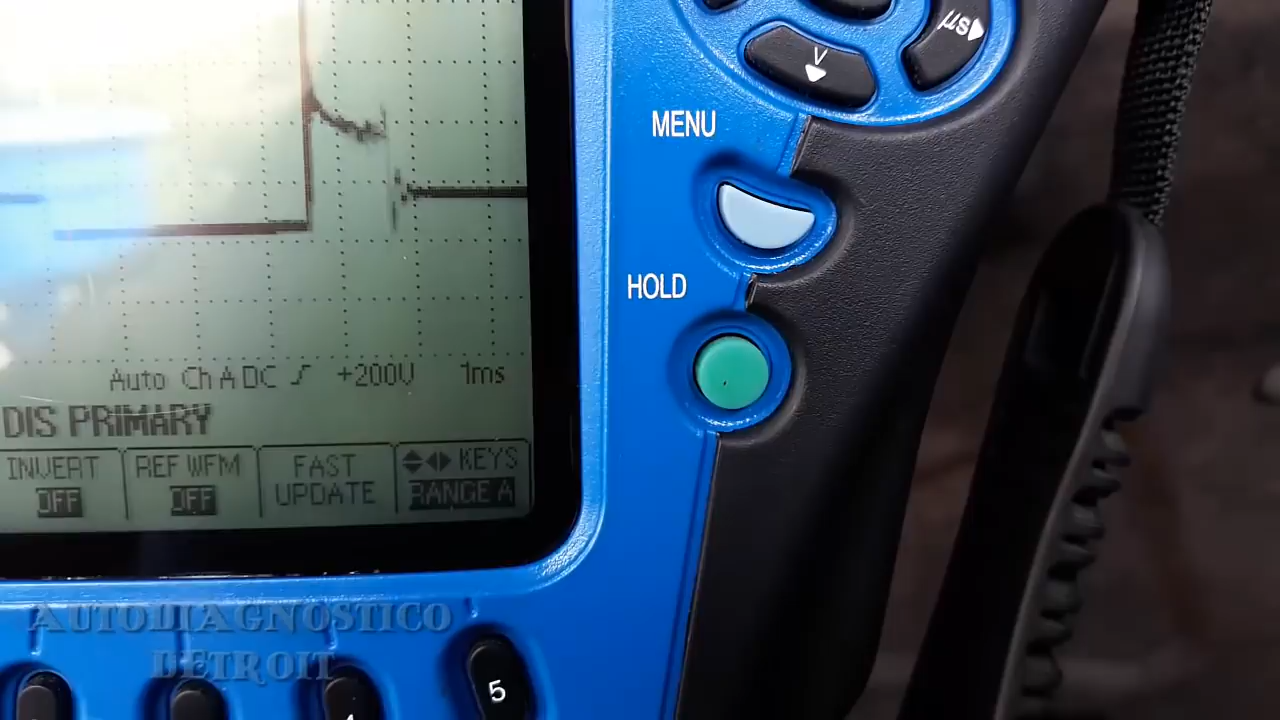 V
µs
MENU
HOLD
Auto Ch A DC +200V 1ms
DIS PRIMARY
INVERT REF WFM FAST KEYS
OFF OFF UPDATE RANGE A
AUTODIAGNOSTICO
DETROIT
5